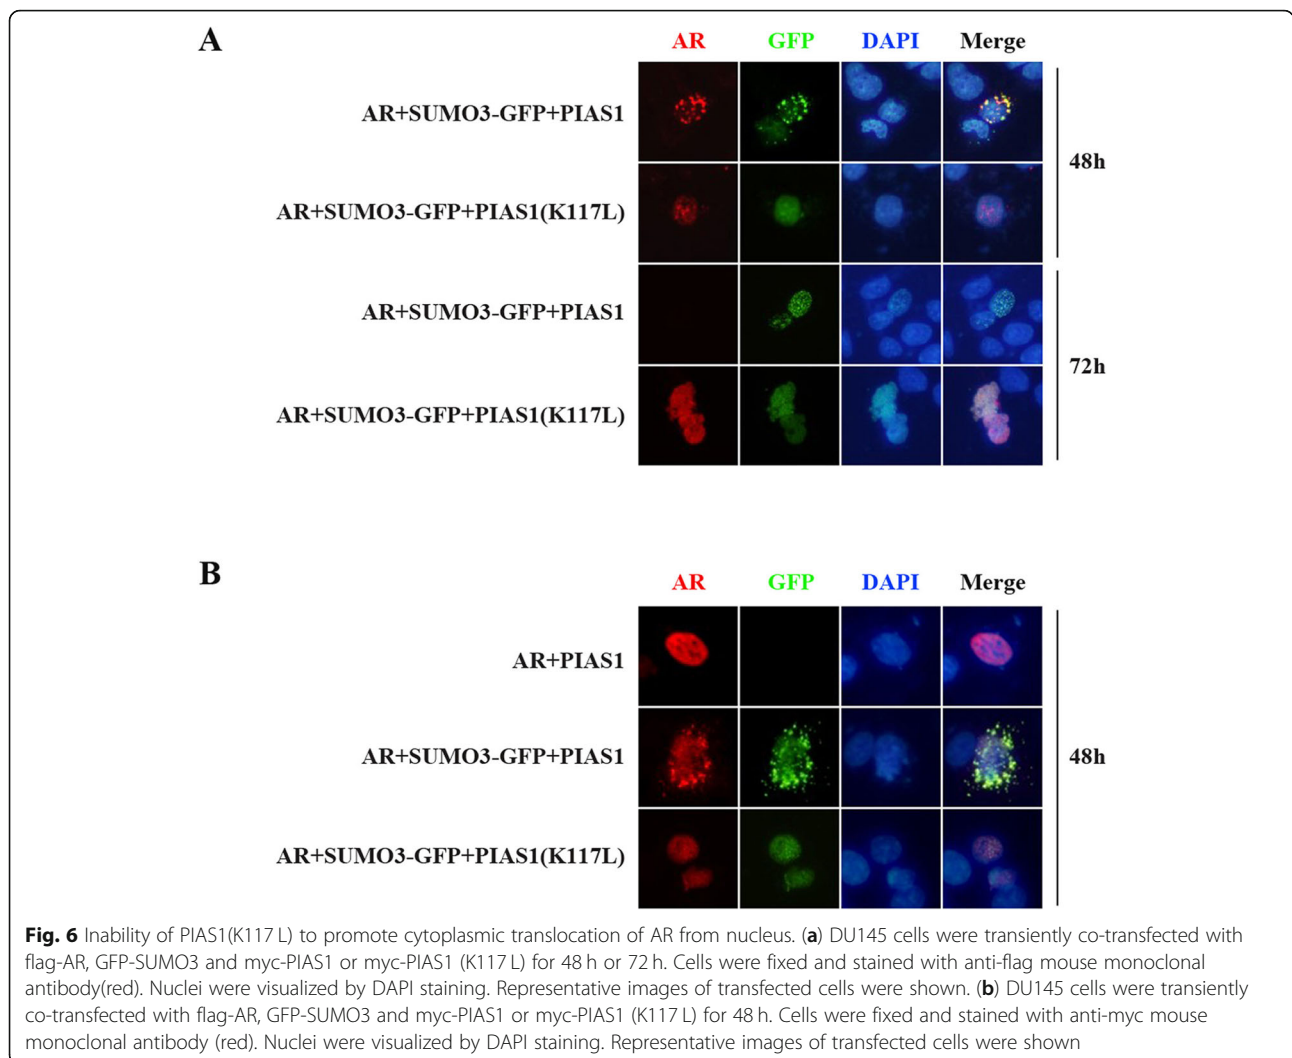 A
AR GFP DAPI Merge
AR+SUMO3-GFP+PIAS1
AR+SUMO3-GFP+PIAS1(K117L)
48h
AR+SUMO3-GFP+PIAS1
AR+SUMO3-GFP+PIAS1(K117L)
72h
B
AR GFP DAPI Merge
AR+PIAS1
AR+SUMO3-GFP+PIAS1
48h
AR+SUMO3-GFP+PIAS1(K117L)
Fig. 6 Inability of PIAS1(K117 L) to promote cytoplasmic translocation of AR from nucleus. (a) DU145 cells were transiently co-transfected with
flag-AR, GFP-SUMO3 and myc-PIAS1 or myc-PIAS1 (K117 L) for 48 h or 72 h. Cells were fixed and stained with anti-flag mouse monoclonal
antibody(red). Nuclei were visualized by DAPI staining. Representative images of transfected cells were shown. (b) DU145 cells were transiently
co-transfected with flag-AR, GFP-SUMO3 and myc-PIAS1 or myc-PIAS1 (K117 L) for 48 h. Cells were fixed and stained with anti-myc mouse
monoclonal antibody (red). Nuclei were visualized by DAPI staining. Representative images of transfected cells were shown